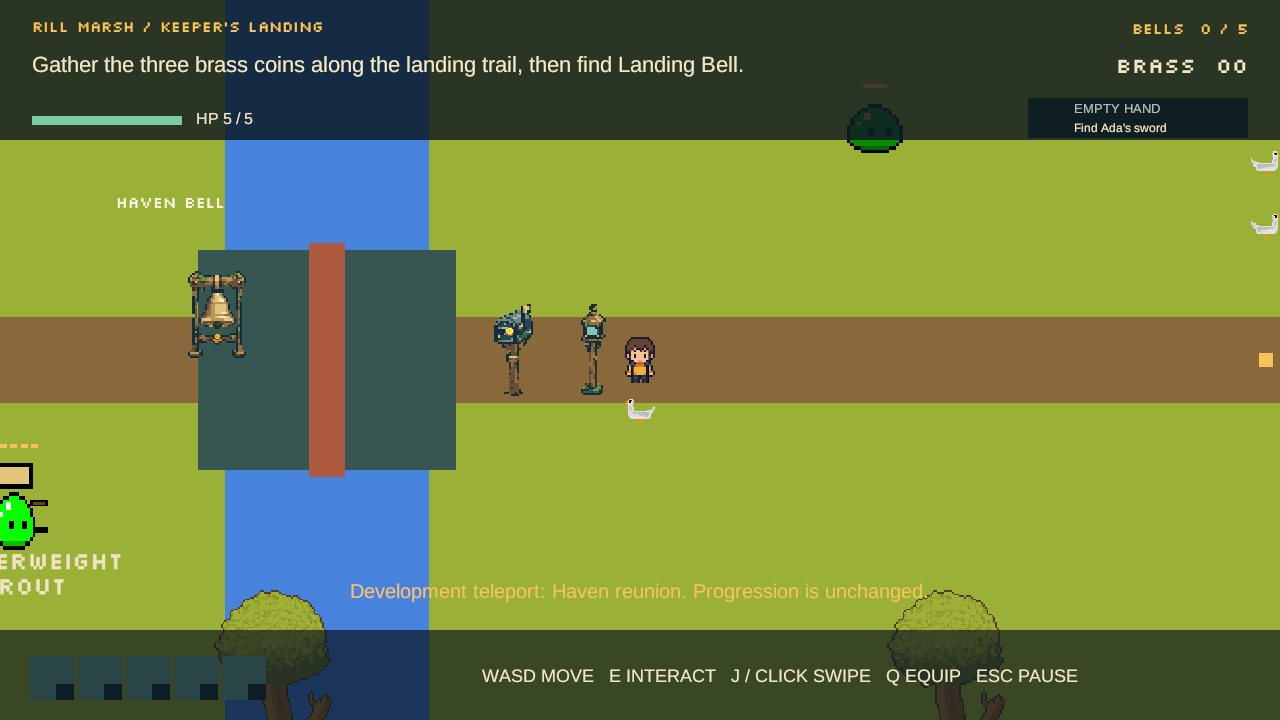 RILL MARSH / KEEPER'S LANDING
BELLS 0 / 5
Gather the three brass coins along the landing trail, then find Landing Bell.
BRASS 00
HP 5 / 5
EMPTY HAND
Find Ada's sword
HAVEN BELL
ERWEIGHT
ROUT
Development teleport: Haven reunion. Progression is unchanged.
WASD MOVE E INTERACT J / CLICK SWIPE Q EQUIP ESC PAUSE